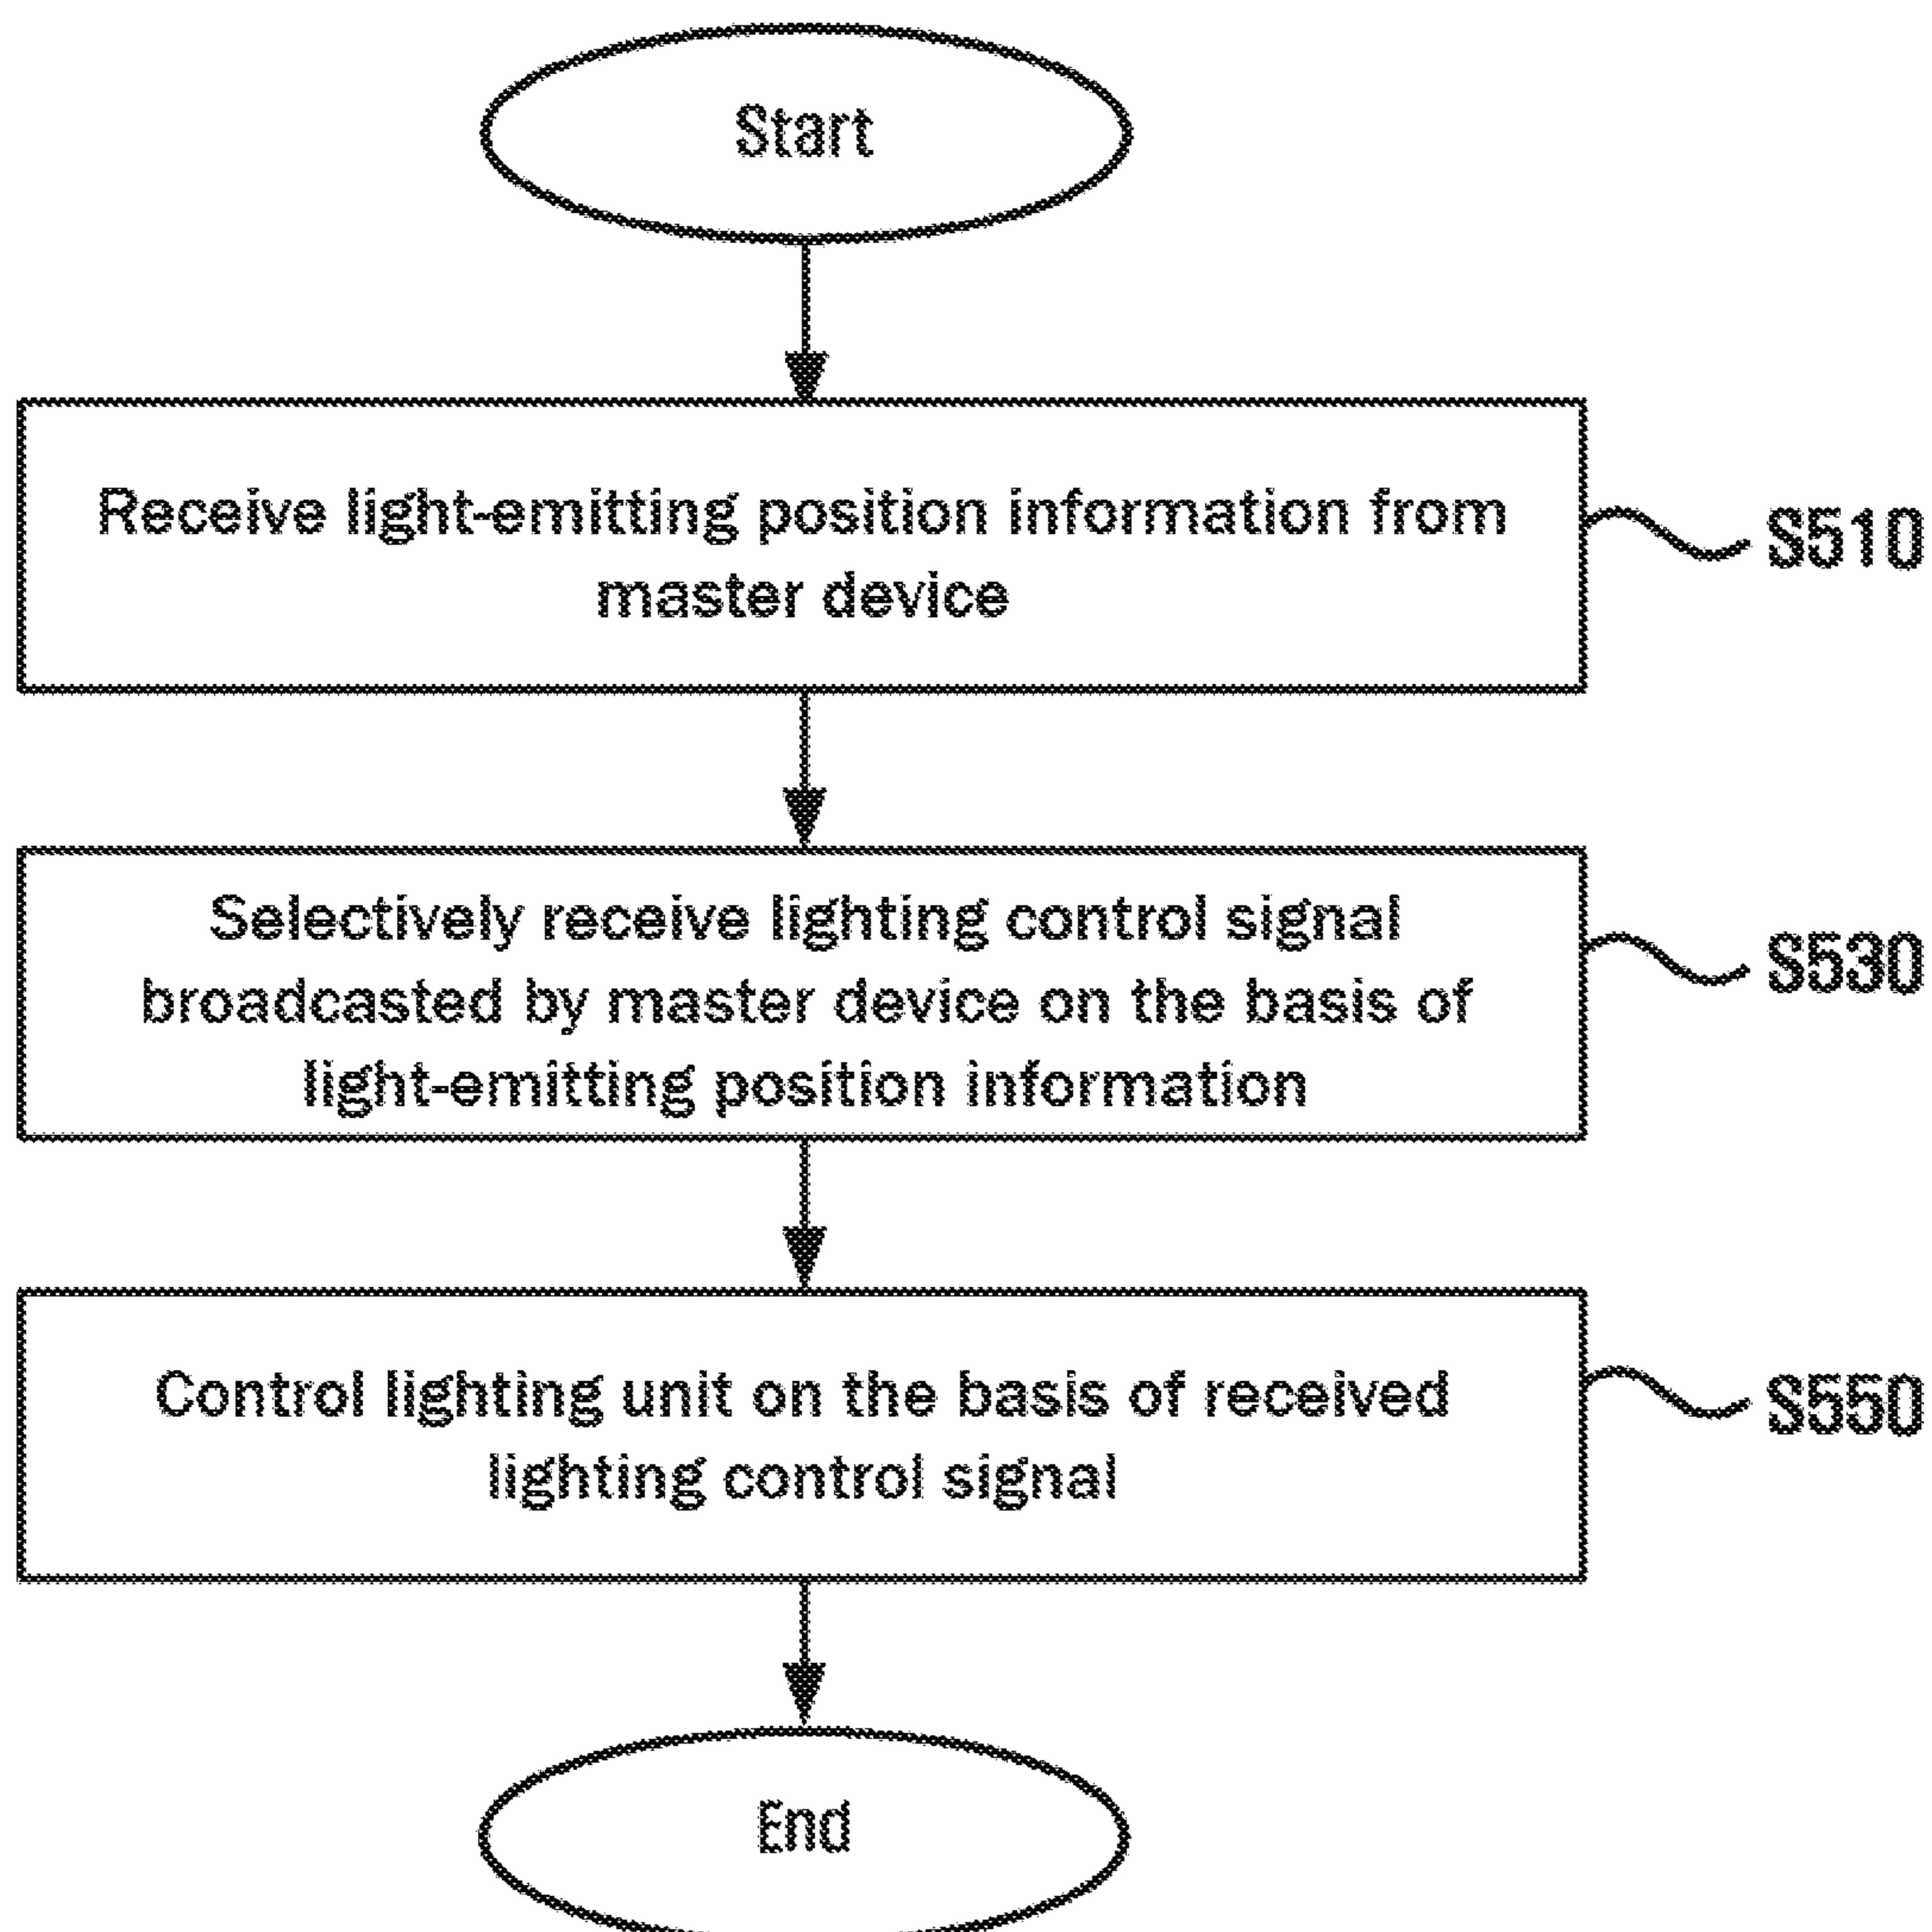 Start
Receive light-emitting position information from
master device
S510
Selectively receive lighting control signal
broadcasted by master device on the basis of
light-emitting position information
S530
Control lighting unit on the basis of received
lighting control signal
S550
End